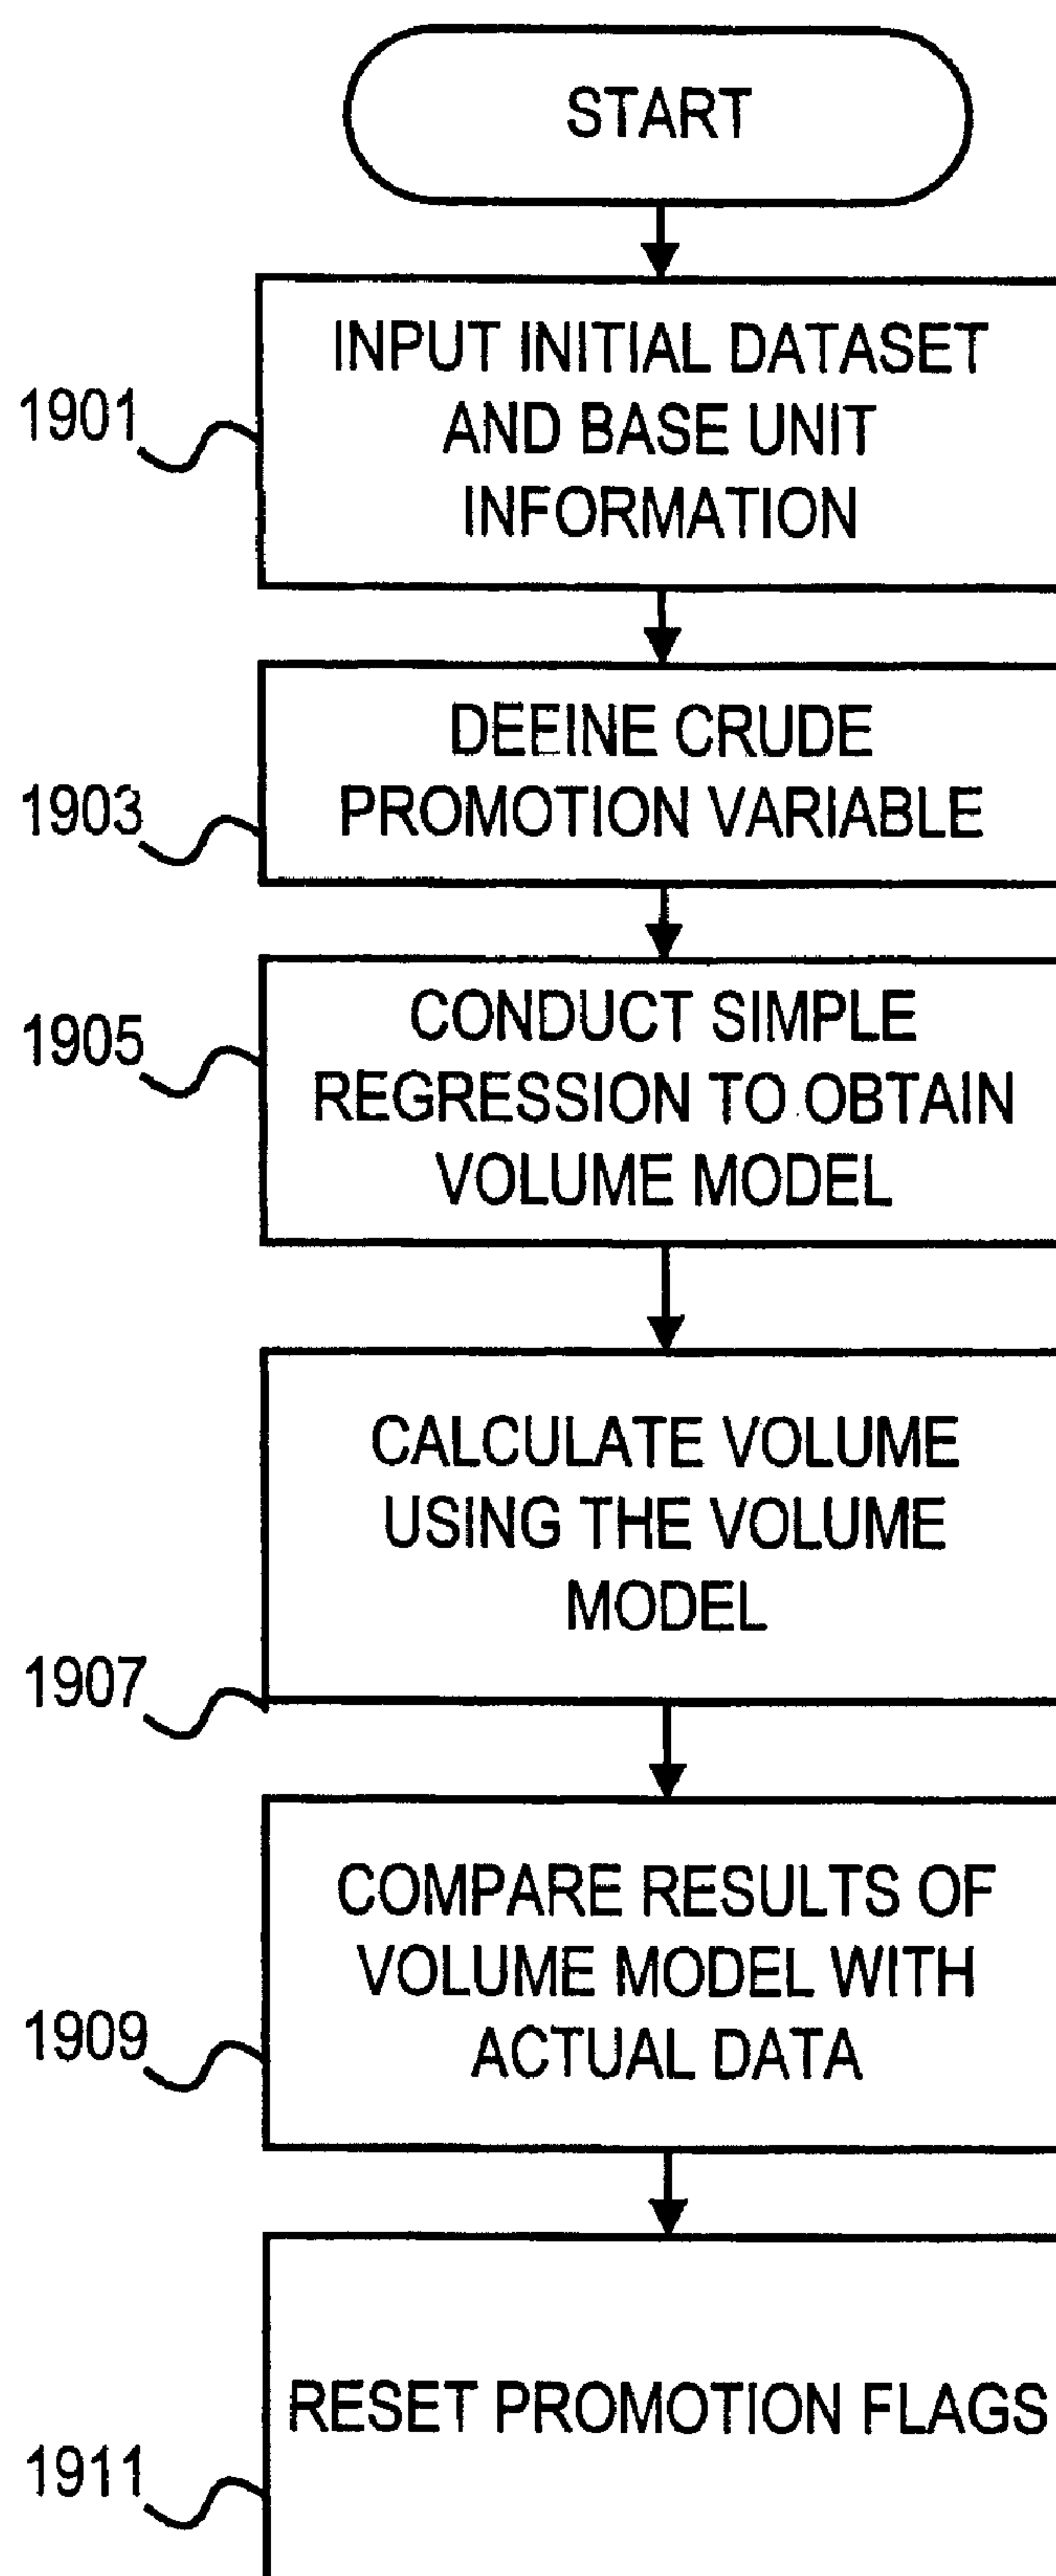 START
INPUT INITIAL DATASET
AND BASE UNIT
INFORMATION
1901
DEFINE CRUDE
PROMOTION VARIABLE
1903
CONDUCT SIMPLE
REGRESSION TO OBTAIN
VOLUME MODEL
1905
CALCULATE VOLUME
USING THE VOLUME
MODEL
1907
COMPARE RESULTS OF
VOLUME MODEL WITH
ACTUAL DATA
1909
RESET PROMOTION FLAGS
1911